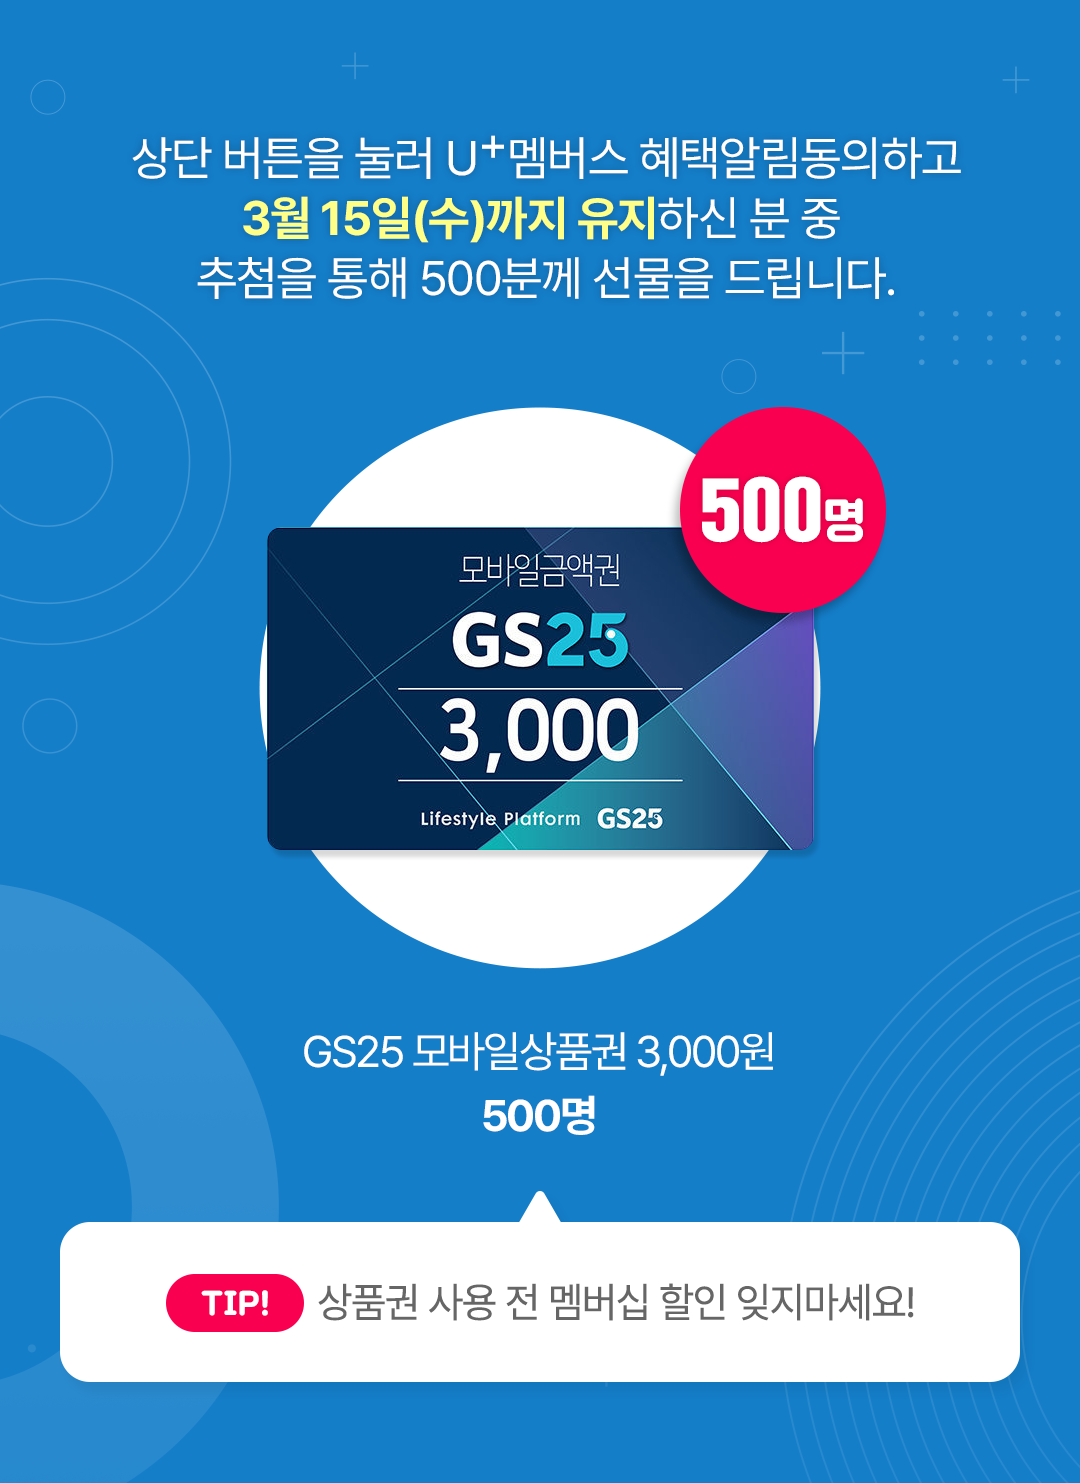 상단 버튼을 눌러 U+멤버스 혜택알림동의하고
3월 15일(수)까지 유지하신 분 중
추첨을 통해 500분께 선물을 드립니다.
500명
모바일금액권
GS25
3,000
Lifestyle Platform GS25
GS25 모바일상품권 3,000원
500명
TIP! 상품권 사용 전 멤버십 할인 잊지마세요!